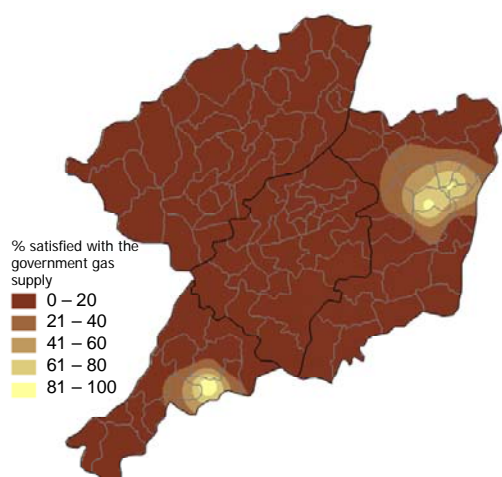 % satisfied with the
government gas
supply
0 – 20
21 – 40
41 – 60
61 – 80
81 – 100